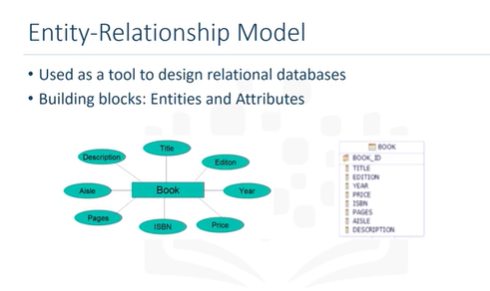 Entity-Relationship Model
• Used as a tool to design relational databases
• Building blocks: Entities and Attributes
Title
Description
Editon
Aisle
Book
Year
Pages
ISBN
Price
BOOK
BOOK_ID
TITLE
EDITION
YEAR
PRICE
ISBN
PAGES
AISLE
DESCRIPTION